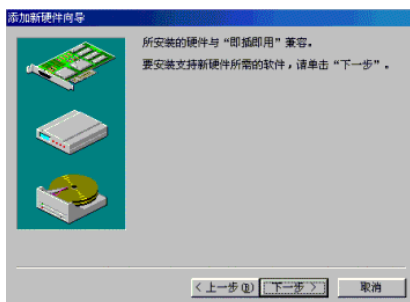 添加新硬件向导
所安装的硬件与“即插即用”兼容。
要安装支持新硬件所需的软件，请单击“下一步”。
< 上一步(B)
下一步 >
取消